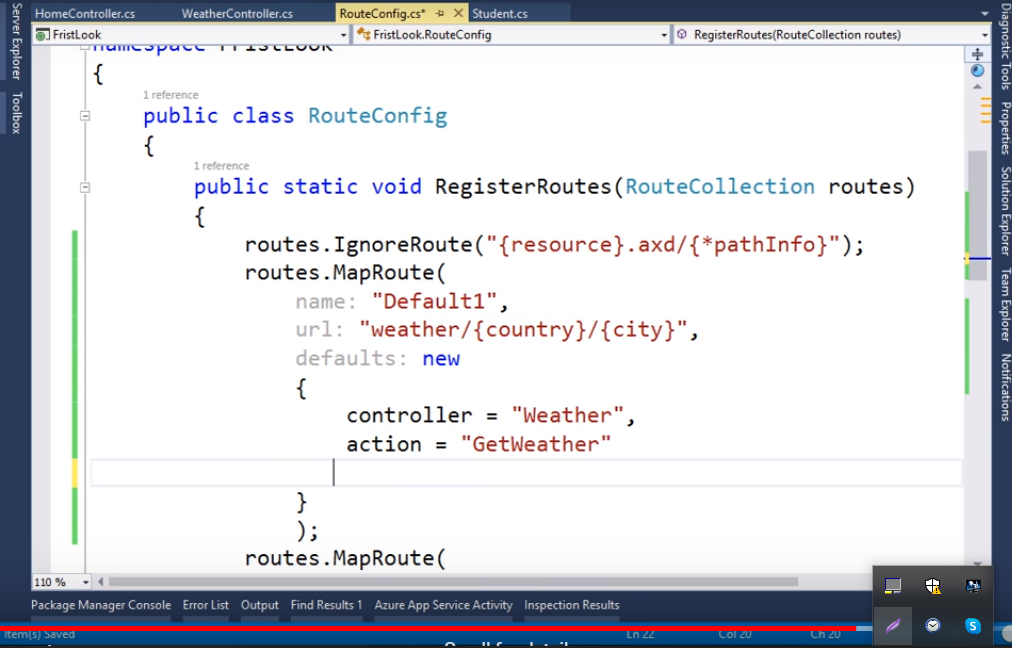 HomeController.cs WeatherController.cs RouteConfig.cs* Student.cs
FristLook FristLook.RouteConfig RegisterRoutes(RouteCollection routes)
Server Explorer
Toolbox
namespace FristLook
{
1 reference
public class RouteConfig
{
1 reference
public static void RegisterRoutes(RouteCollection routes)
{
routes.IgnoreRoute("{resource}.axd/{*pathInfo}");
routes.MapRoute(
name: "Default1",
url: "weather/{country}/{city}",
defaults: new
{
controller = "Weather",
action = "GetWeather"
}
);
routes.MapRoute(
110 %
Diagnostic Tools
Properties
Solution Explorer
Team Explorer
Notifications
Package Manager Console Error List Output Find Results 1 Azure App Service Activity Inspection Results
Item(s) Saved Ln 22 Col 20 Ch 20